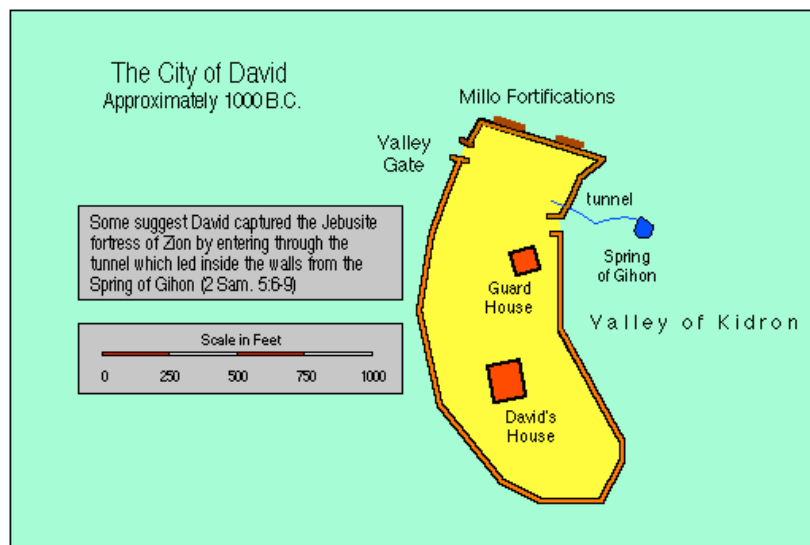 The City of David
Approximately 1000 B.C.
Millo Fortifications
Valley
Gate
tunnel
Some suggest David captured the Jebusite
fortress of Zion by entering through the
tunnel which led inside the walls from the
Spring of Gihon (2 Sam. 5:6-9)
Spring
of Gihon
Guard
House
Valley of Kidron
Scale in Feet
0 250 500 750 1000
David's
House